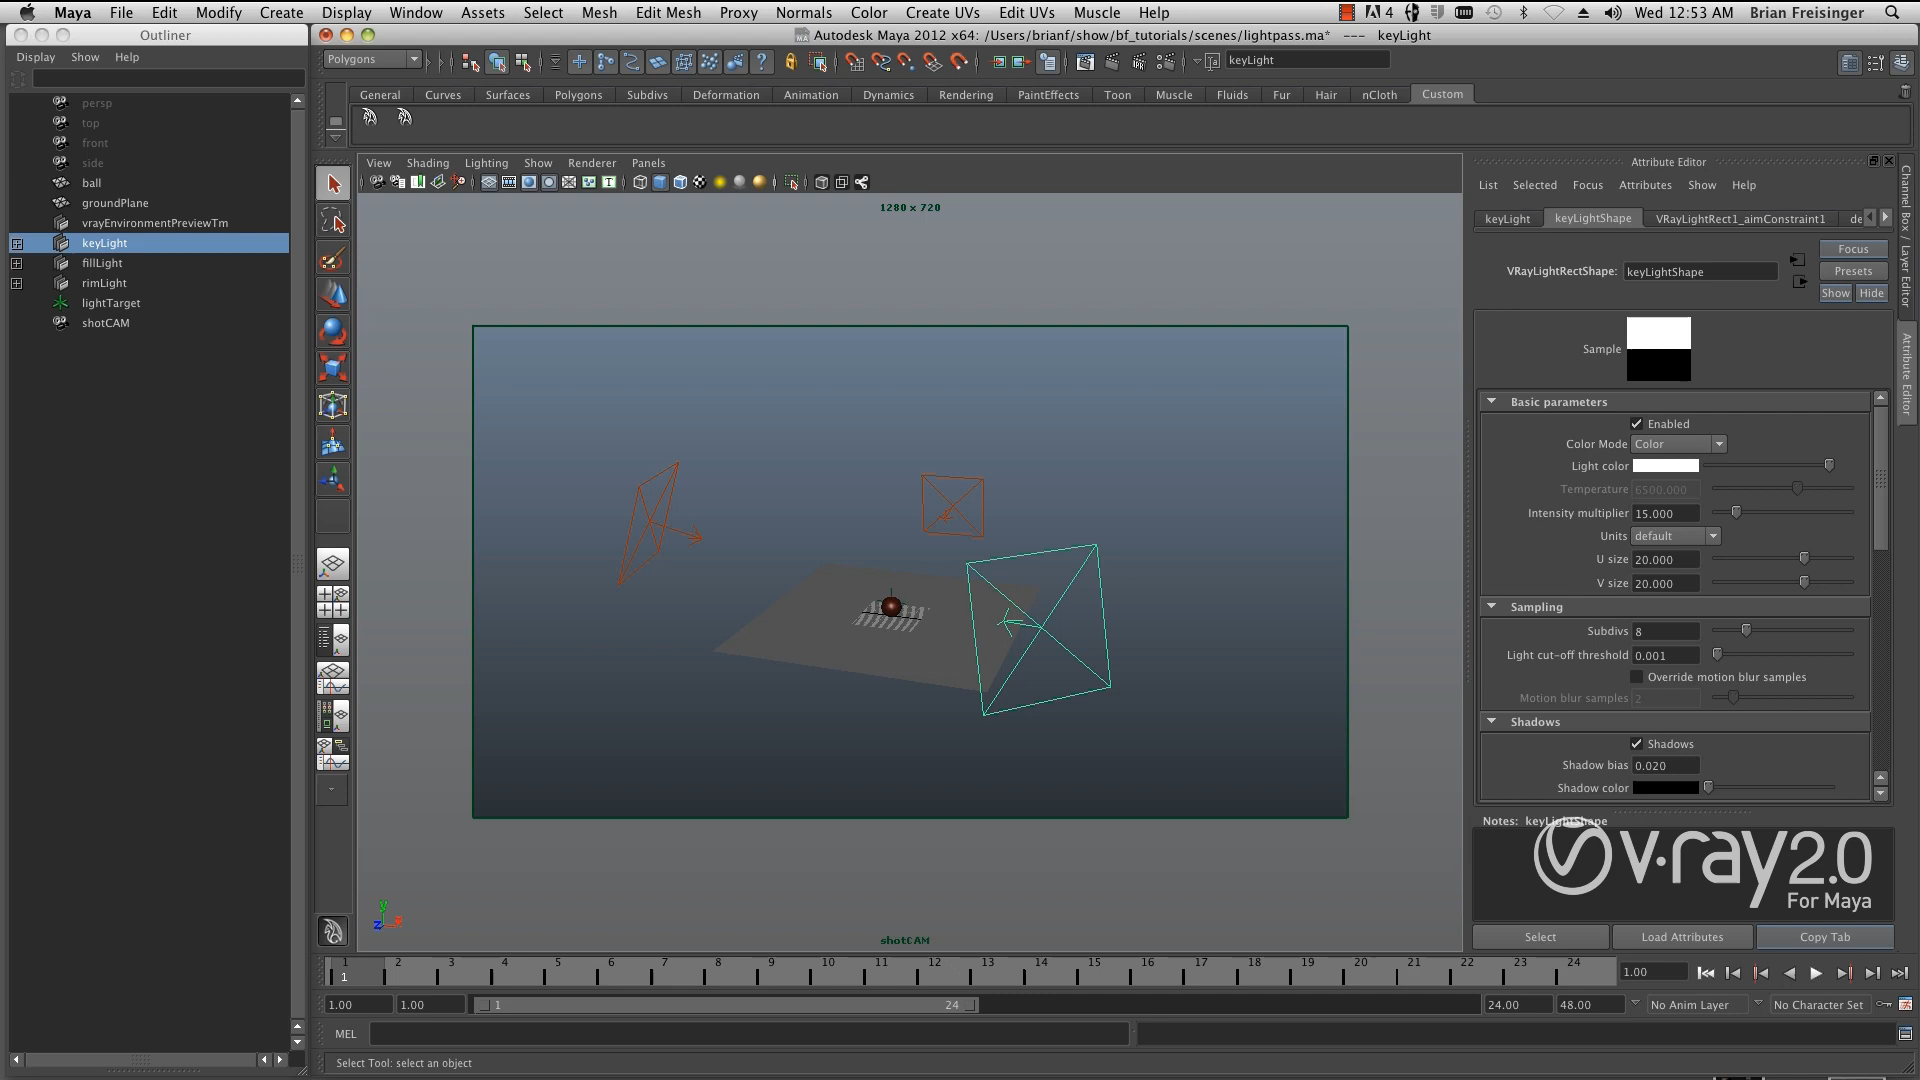 Maya File Edit Modify Create Display Window Assets Select Mesh Edit Mesh Proxy Normals Color Create UVs Edit UVs Muscle Help
4 Wed 12:53 AM Brian Freisinger
Outliner
Autodesk Maya 2012 x64: /Users/brianf/show/bf_tutorials/scenes/lightpass.ma* --- keyLight
Display Show Help
Polygons
keyLight
General Curves Surfaces Polygons Subdivs Deformation Animation Dynamics Rendering PaintEffects Toon Muscle Fluids Fur Hair nCloth Custom
persp
top
front
side
ball
groundPlane
vrayEnvironmentPreviewTm
keyLight
fillLight
rimLight
lightTarget
shotCAM
View Shading Lighting Show Renderer Panels
1280 x 720
shotCAM
y
x
z
Attribute Editor
List Selected Focus Attributes Show Help
keyLight keyLightShape VRayLightRect1_aimConstraint1 de
VRayLightRectShape: keyLightShape
Focus
Presets
Show Hide
Sample
Basic parameters
Enabled
Color Mode Color
Light color
Temperature 6500.000
Intensity multiplier 15.000
Units default
U size 20.000
V size 20.000
Sampling
Subdivs 8
Light cut-off threshold 0.001
Override motion blur samples
Motion blur samples 2
Shadows
Shadows
Shadow bias 0.020
Shadow color
Notes: keyLightShape
v·ray2.0
For Maya
Select Load Attributes Copy Tab
Channel Box / Layer Editor
Attribute Editor
1 2 3 4 5 6 7 8 9 10 11 12 13 14 15 16 17 18 19 20 21 22 23 24
1
1.00
1.00 1.00 1 24 24.00 48.00 No Anim Layer No Character Set
MEL
Select Tool: select an object